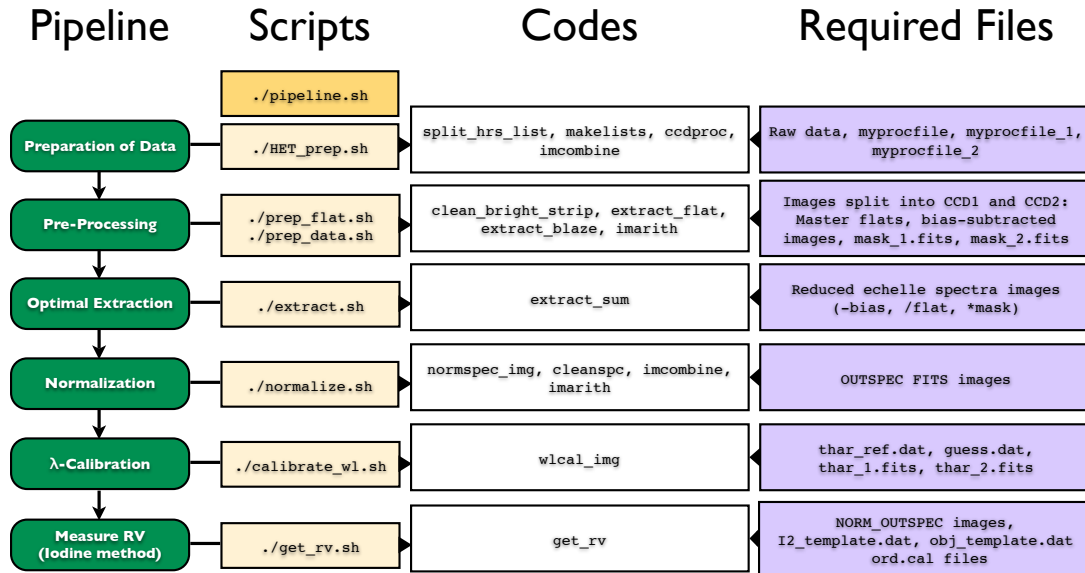 Pipeline Scripts Codes Required Files
./pipeline.sh
Preparation of Data
./HET_prep.sh
split_hrs_list, makelists, ccdproc,
imcombine
Raw data, myprocfile, myprocfile_1,
myprocfile_2
Pre-Processing
./prep_flat.sh
./prep_data.sh
clean_bright_strip, extract_flat,
extract_blaze, imarith
Images split into CCD1 and CCD2:
Master flats, bias-subtracted
images, mask_1.fits, mask_2.fits
Optimal Extraction
./extract.sh
extract_sum
Reduced echelle spectra images
(-bias, /flat, *mask)
Normalization
./normalize.sh
normspec_img, cleanspc, imcombine,
imarith
OUTSPEC FITS images
λ-Calibration
./calibrate_wl.sh
wlcal_img
thar_ref.dat, guess.dat,
thar_1.fits, thar_2.fits
Measure RV
(Iodine method)
./get_rv.sh
get_rv
NORM_OUTSPEC images,
I2_template.dat, obj_template.dat
ord.cal files